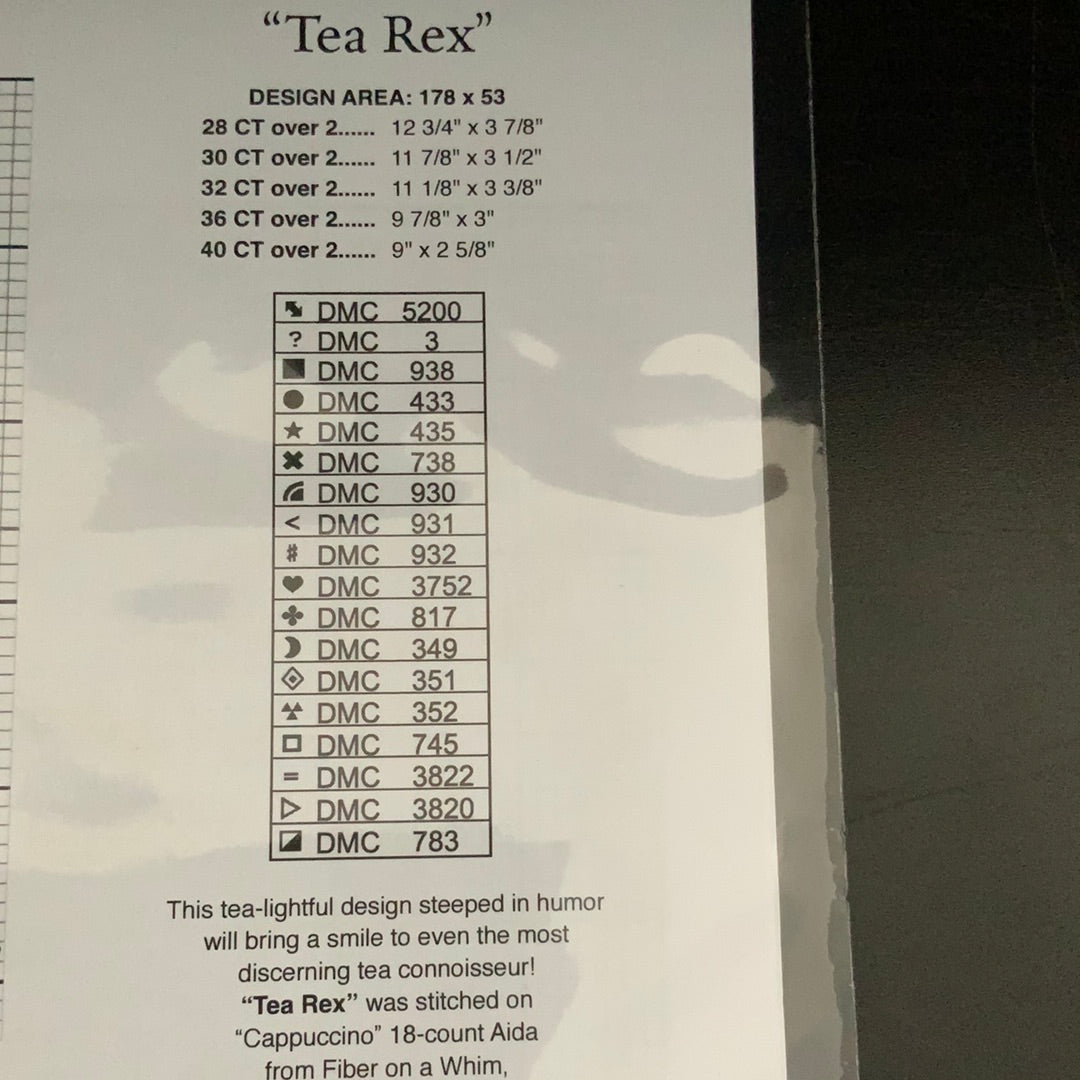 “Tea Rex”
DESIGN AREA: 178 x 53
28 CT over 2...... 12 3/4" x 3 7/8"
30 CT over 2...... 11 7/8" x 3 1/2"
32 CT over 2...... 11 1/8" x 3 3/8"
36 CT over 2...... 9 7/8" x 3"
40 CT over 2...... 9" x 2 5/8"
DMC 5200
? DMC 3
DMC 938
DMC 433
★ DMC 435
✖ DMC 738
DMC 930
< DMC 931
# DMC 932
♥ DMC 3752
DMC 817
DMC 349
DMC 351
DMC 352
DMC 745
= DMC 3822
▷ DMC 3820
DMC 783
This tea-lightful design steeped in humor
will bring a smile to even the most
discerning tea connoisseur!
“Tea Rex” was stitched on
“Cappuccino” 18-count Aida
from Fiber on a Whim,